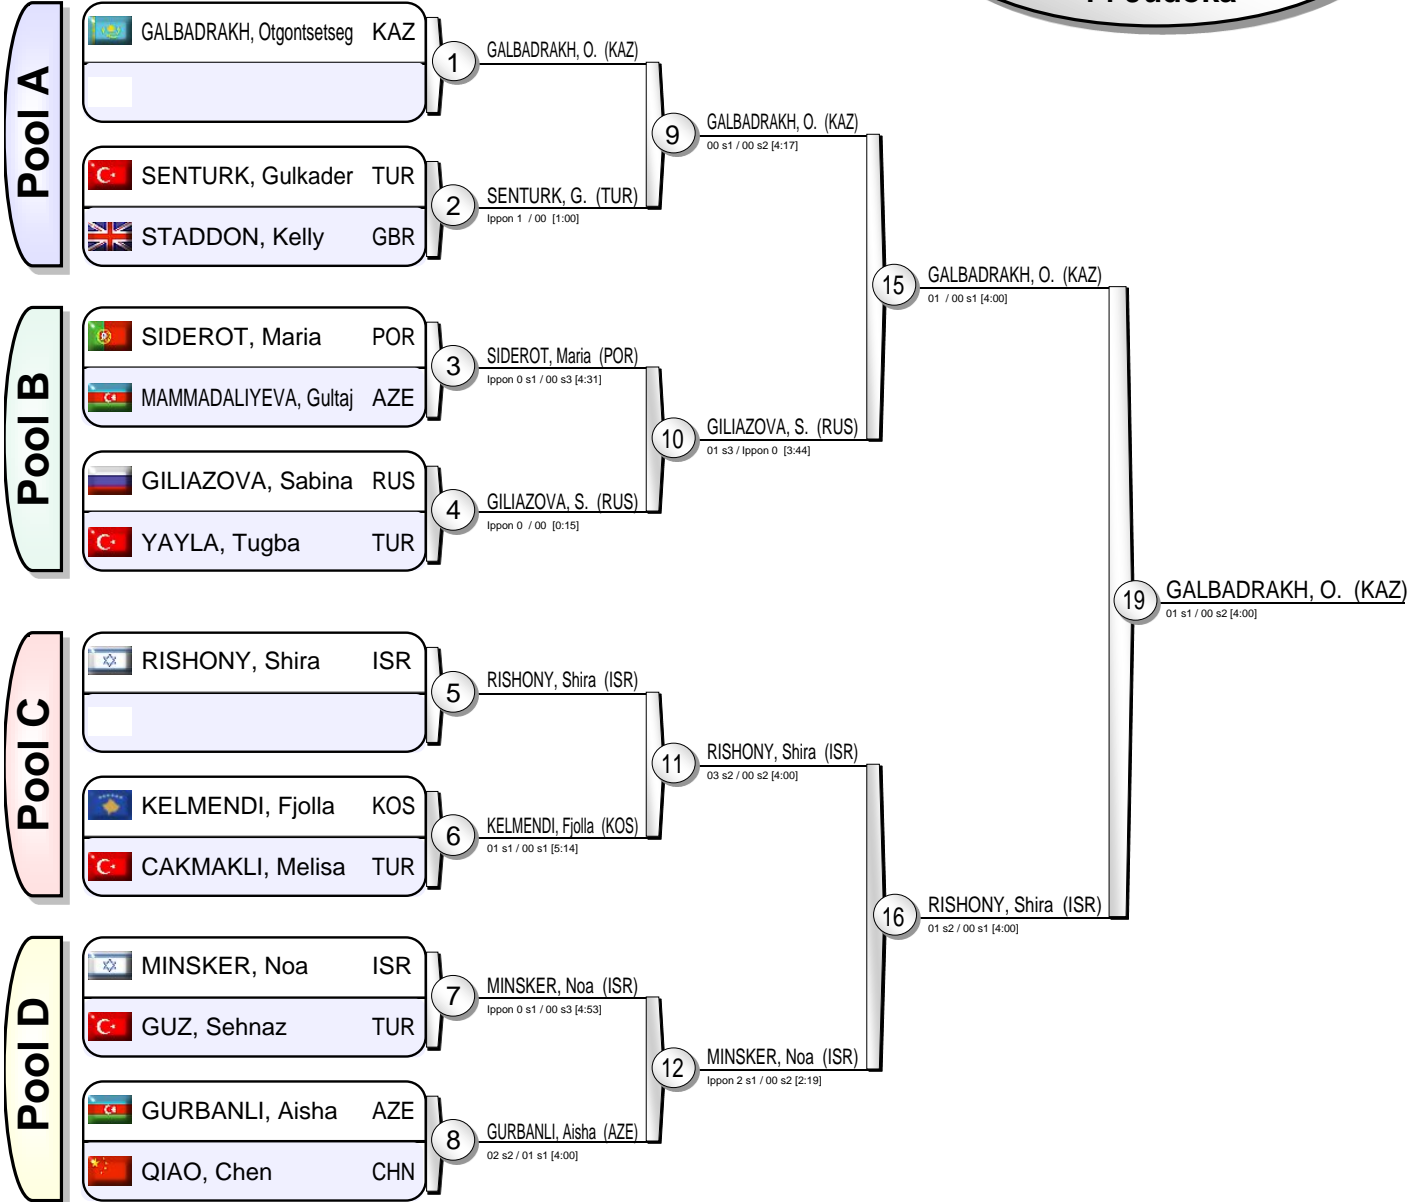 Judoka
Pool A
GALBADRAKH, Otgontsetseg KAZ
SENTURK, Gulkader TUR
STADDON, Kelly GBR
Pool B
SIDEROT, Maria POR
MAMMADALIYEVA, Gultaj AZE
GILIAZOVA, Sabina RUS
YAYLA, Tugba TUR
Pool C
RISHONY, Shira ISR
KELMENDI, Fjolla KOS
CAKMAKLI, Melisa TUR
Pool D
MINSKER, Noa ISR
GUZ, Sehnaz TUR
GURBANLI, Aisha AZE
QIAO, Chen CHN
1
GALBADRAKH, O. (KAZ)
2
SENTURK, G. (TUR)
Ippon 1 / 00 [1:00]
3
SIDEROT, Maria (POR)
Ippon 0 s1 / 00 s3 [4:31]
4
GILIAZOVA, S. (RUS)
Ippon 0 / 00 [0:15]
5
RISHONY, Shira (ISR)
6
KELMENDI, Fjolla (KOS)
01 s1 / 00 s1 [5:14]
7
MINSKER, Noa (ISR)
Ippon 0 s1 / 00 s3 [4:53]
8
GURBANLI, Aisha (AZE)
02 s2 / 01 s1 [4:00]
9
GALBADRAKH, O. (KAZ)
00 s1 / 00 s2 [4:17]
10
GILIAZOVA, S. (RUS)
01 s3 / Ippon 0 [3:44]
11
RISHONY, Shira (ISR)
03 s2 / 00 s2 [4:00]
12
MINSKER, Noa (ISR)
Ippon 2 s1 / 00 s2 [2:19]
15
GALBADRAKH, O. (KAZ)
01 / 00 s1 [4:00]
16
RISHONY, Shira (ISR)
01 s2 / 00 s1 [4:00]
19
GALBADRAKH, O. (KAZ)
01 s1 / 00 s2 [4:00]